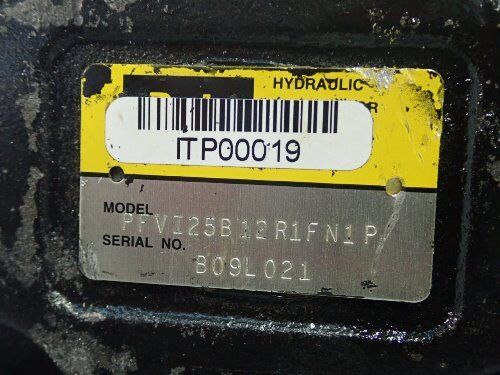 HYDRAULIC
ITP00019
MODEL PFVI25B12R1FN1P
SERIAL NO. B09L021